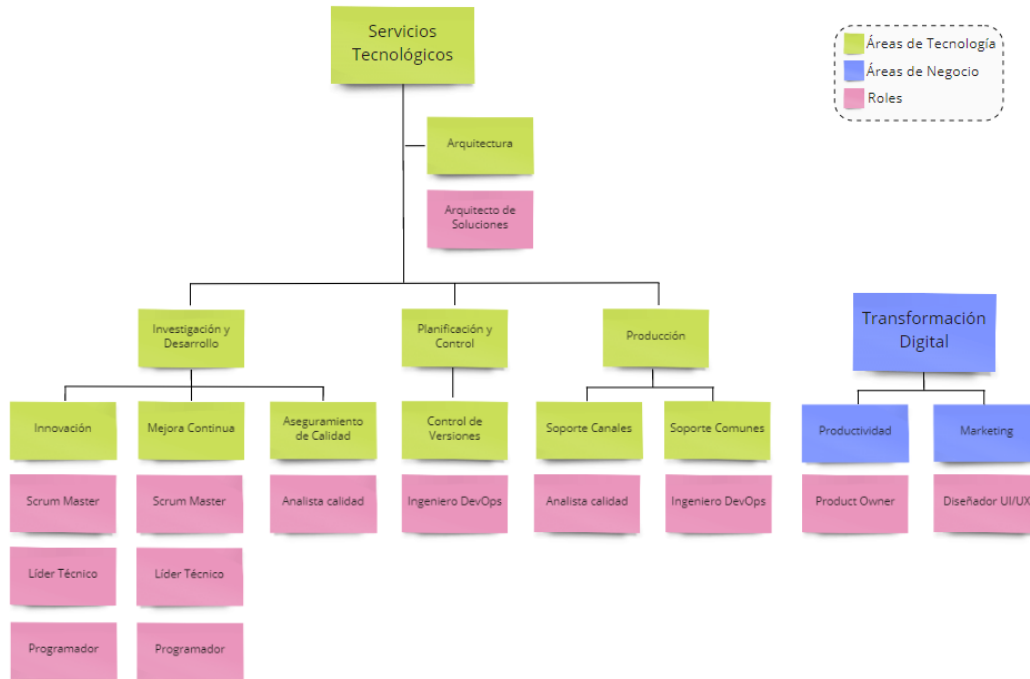 Servicios
Tecnológicos
Áreas de Tecnología
Áreas de Negocio
Roles
Arquitectura
Arquitecto de
Soluciones
Investigación y
Desarrollo
Planificación y
Control
Producción
Transformación
Digital
Innovación
Mejora Continua
Aseguramiento
de Calidad
Control de
Versiones
Soporte Canales
Soporte Comunes
Productividad
Marketing
Scrum Master
Scrum Master
Analista calidad
Ingeniero DevOps
Analista calidad
Ingeniero DevOps
Product Owner
Diseñador UI/UX
Líder Técnico
Líder Técnico
Programador
Programador